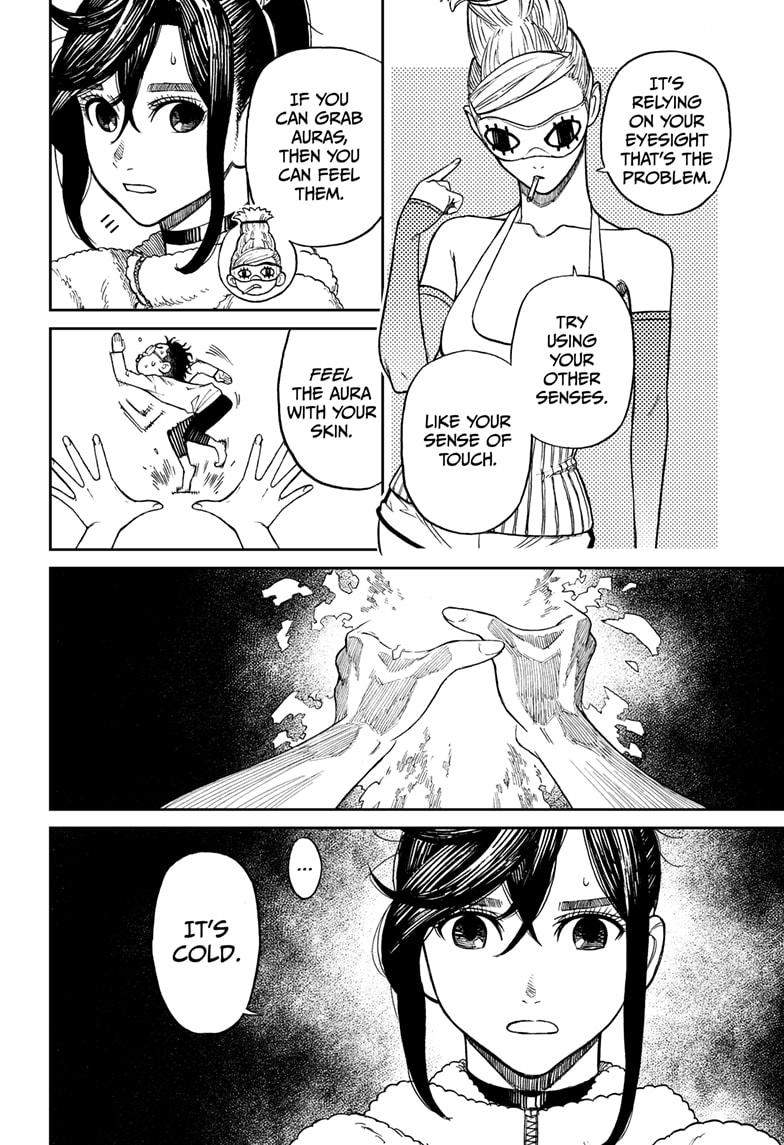 IT'S
RELYING
ON YOUR
EYESIGHT
THAT'S THE
PROBLEM.
TRY
USING
YOUR
OTHER
SENSES.
LIKE YOUR
SENSE OF
TOUCH.
IF YOU
CAN GRAB
AURAS,
THEN YOU
CAN FEEL
THEM.
FEEL
THE AURA
WITH YOUR
SKIN.
...
IT'S
COLD.